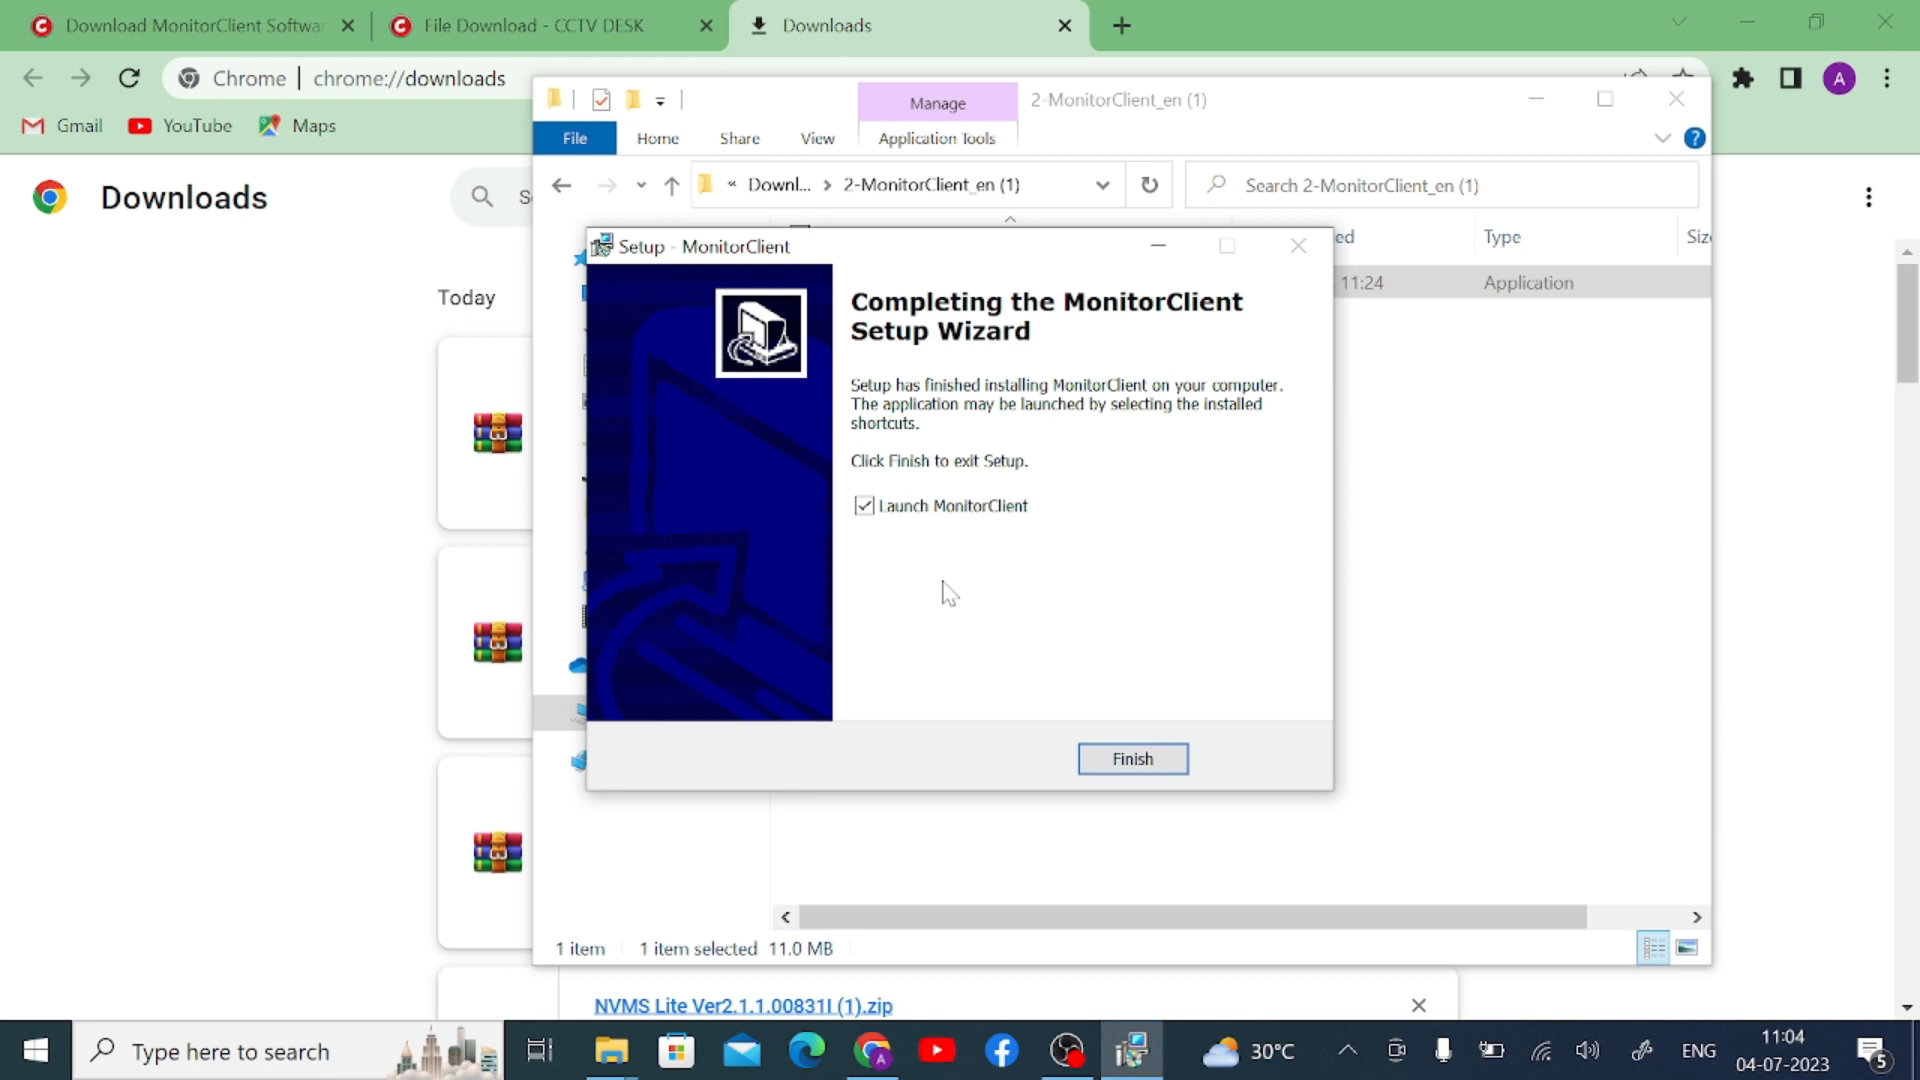 Download MonitorClient Softwar
File Download - CCTV DESK
Downloads
Chrome
chrome://downloads
Gmail
YouTube
Maps
A
Downloads
Today
Manage
2-MonitorClient_en (1)
File
Home
Share
View
Application Tools
« Downl... > 2-MonitorClient_en (1)
Search 2-MonitorClient_en (1)
Type
11:24
Application
Setup - MonitorClient
Completing the MonitorClient
Setup Wizard
Setup has finished installing MonitorClient on your computer.
The application may be launched by selecting the installed
shortcuts.
Click Finish to exit Setup.
Launch MonitorClient
Finish
1 item
1 item selected 11.0 MB
NVMS Lite Ver2.1.1.00831I (1).zip
Type here to search
30°C
ENG
11:04
04-07-2023
5